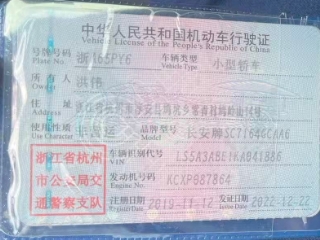 中华人民共和国机动车行驶证
Vehicle License of the People's Republic of China
号牌号码 浙 165PY6 车辆类型 小型轿车
Plate No. Vehicle Type
所有人 洪伟
Owner
住址
Address
使用性质 非营运 品牌型号 长安牌SC7164GCAA6
Use Character Model
浙江省杭州
市公安局交
通警察支队
车辆识别代号 LS5A3ABE1KA041886
VIN
发动机号码 KCXP087864
Engine No.
注册日期 2019-11-12 发证日期 2022-12-22
Register Date Issue Date